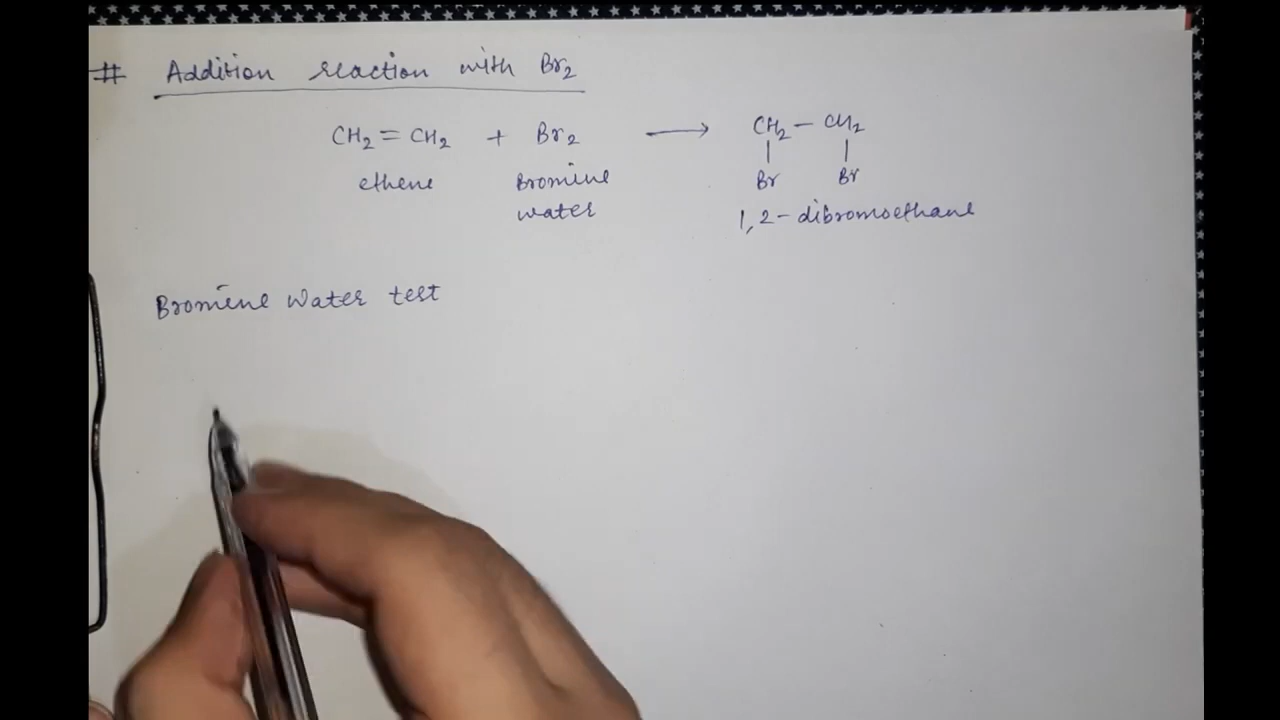 # Addition reaction with Br₂
CH₂ = CH₂ + Br₂ ⟶ CH₂ – CH₂
| |
ethene Bromine Br Br
water 1,2-dibromoethane
Bromine Water test